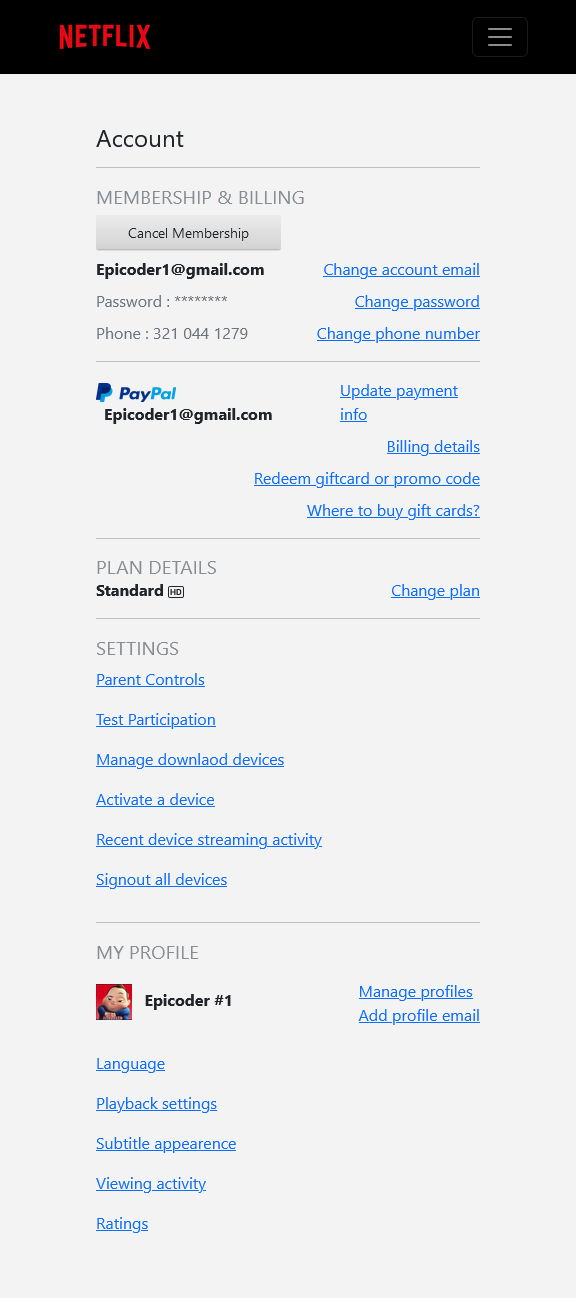 NETFLIX
Account
MEMBERSHIP & BILLING
Cancel Membership
Epicoder1@gmail.com Change account email
Password : ******** Change password
Phone : 321 044 1279 Change phone number
PayPal Update payment
Epicoder1@gmail.com info
Billing details
Redeem giftcard or promo code
Where to buy gift cards?
PLAN DETAILS
Standard HD Change plan
SETTINGS
Parent Controls
Test Participation
Manage downlaod devices
Activate a device
Recent device streaming activity
Signout all devices
MY PROFILE
Epicoder #1 Manage profiles
Add profile email
Language
Playback settings
Subtitle appearence
Viewing activity
Ratings